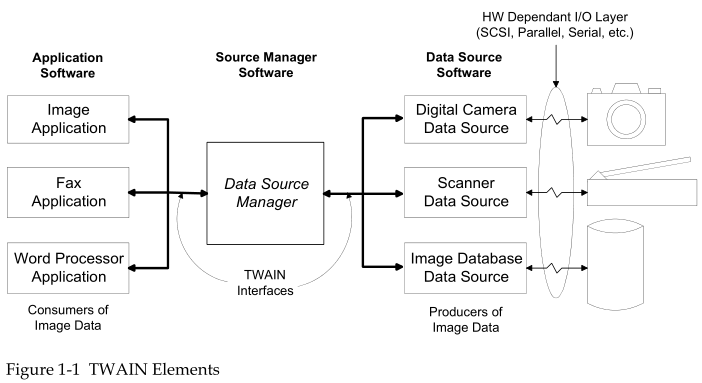 HW Dependant I/O Layer
(SCSI, Parallel, Serial, etc.)
Application
Software
Source Manager
Software
Data Source
Software
Image
Application
Digital Camera
Data Source
Fax
Application
Data Source
Manager
Scanner
Data Source
Word Processor
Application
TWAIN
Interfaces
Image Database
Data Source
Consumers of
Image Data
Producers of
Image Data
Figure 1-1 TWAIN Elements